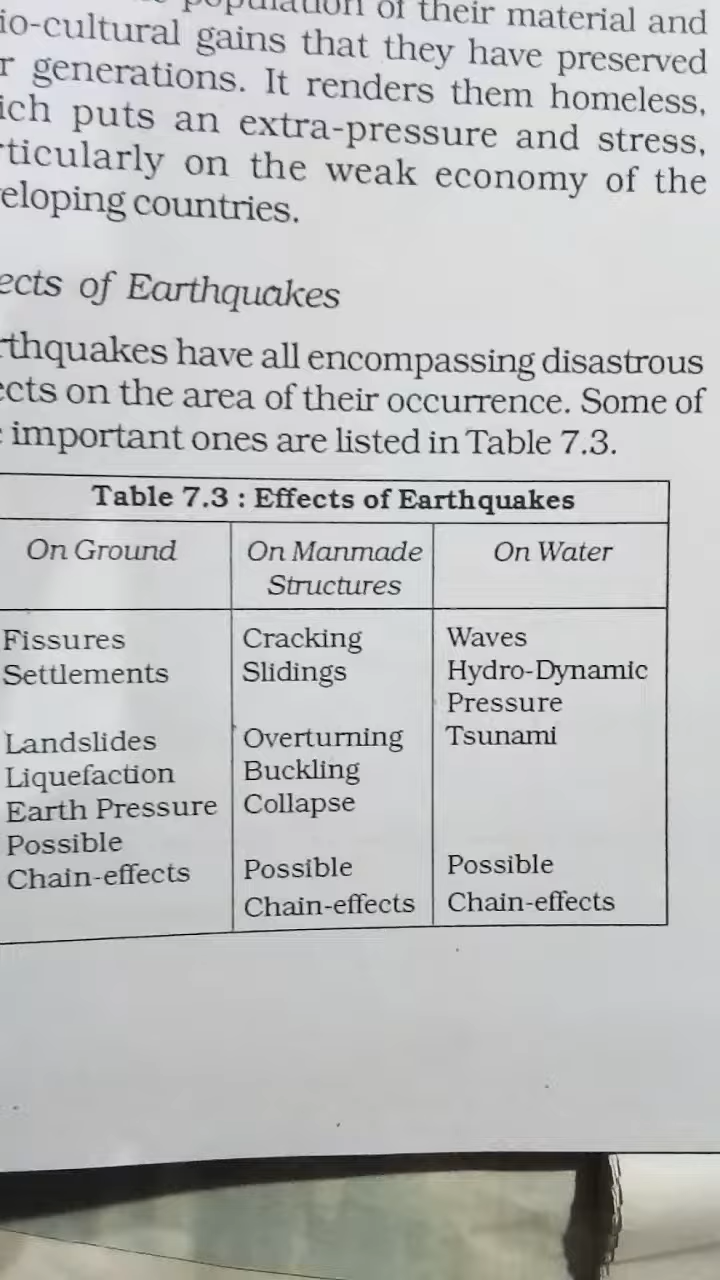 population of their material and
io-cultural gains that they have preserved
r generations. It renders them homeless,
ich puts an extra-pressure and stress,
rticularly on the weak economy of the
eloping countries.
ects of Earthquakes
rthquakes have all encompassing disastrous
ects on the area of their occurrence. Some of
important ones are listed in Table 7.3.
Table 7.3 : Effects of Earthquakes
On Ground On Manmade On Water
Structures
Fissures Cracking Waves
Settlements Slidings Hydro-Dynamic
Pressure
Landslides Overturning Tsunami
Liquefaction Buckling
Earth Pressure Collapse
Possible
Chain-effects Possible Possible
Chain-effects Chain-effects